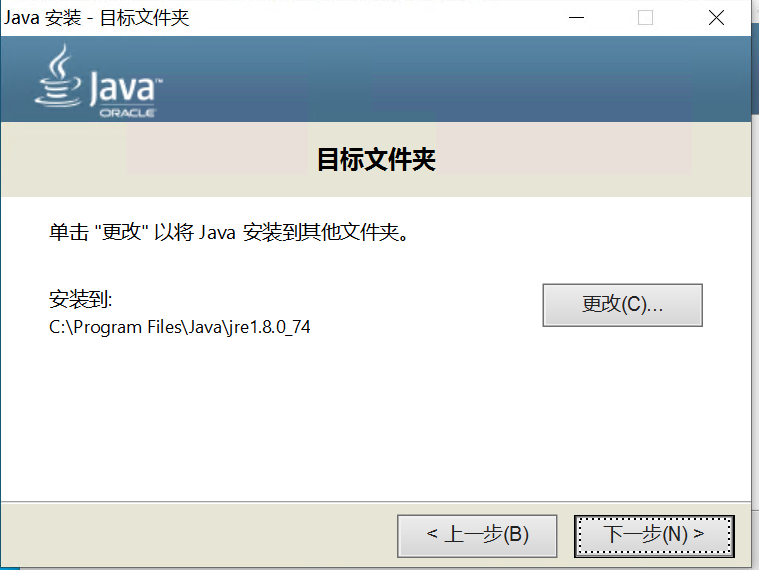 Java 安装 - 目标文件夹
Java™
ORACLE
目标文件夹
单击 "更改" 以将 Java 安装到其他文件夹。
安装到:
更改(C)...
C:\Program Files\Java\jre1.8.0_74
< 上一步(B)
下一步(N) >